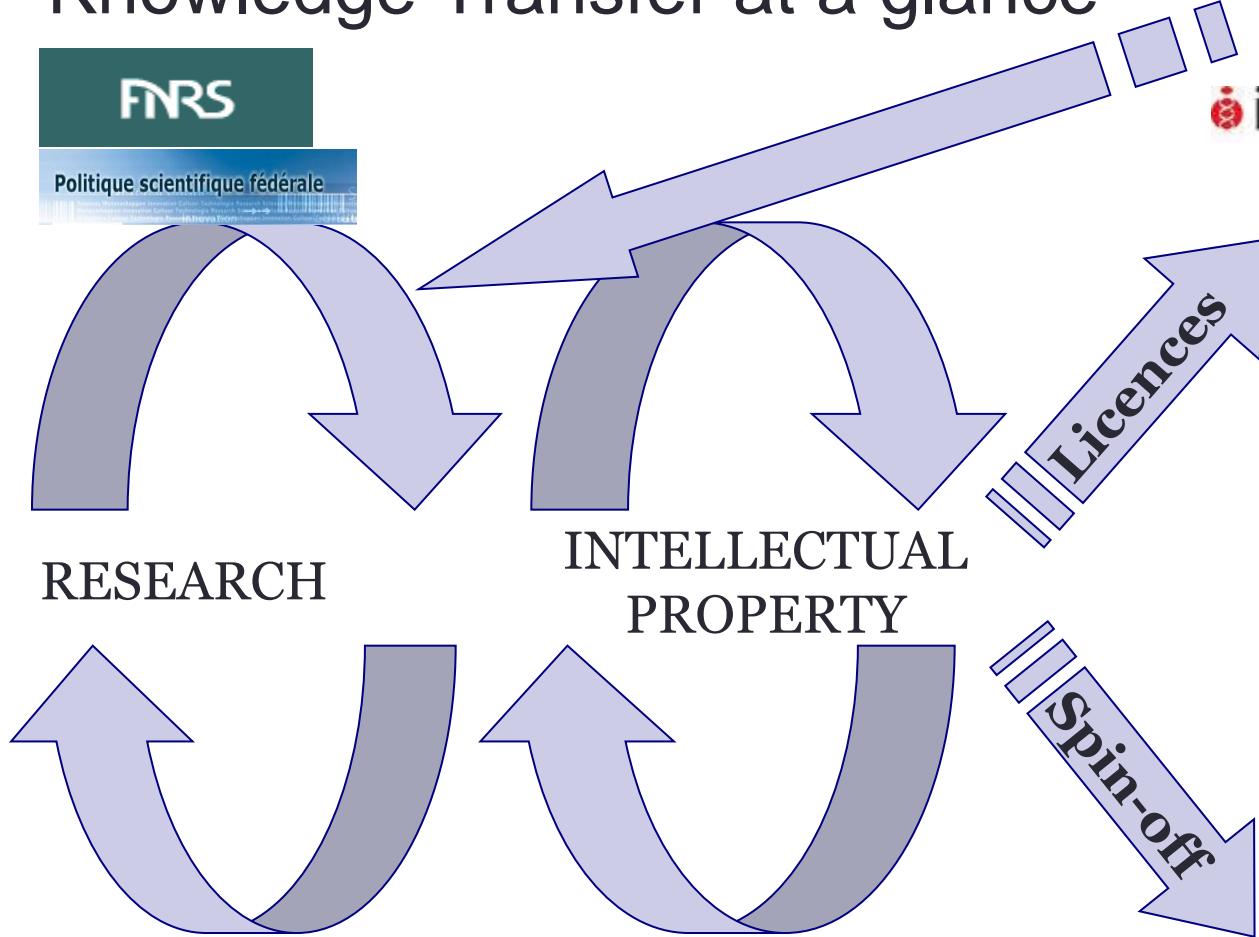 Knowledge Transfer at a glance
FNRS
Politique scientifique fédérale
Licences
RESEARCH
INTELLECTUAL
PROPERTY
Spin-off